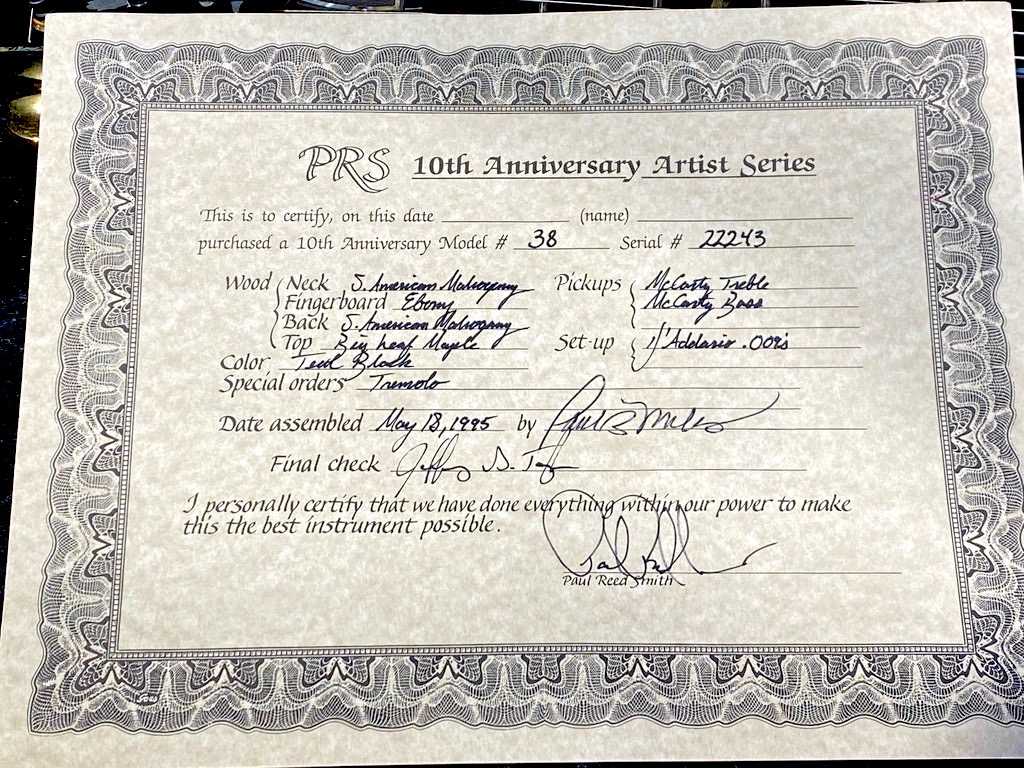 PRS 10th Anniversary Artist Series
This is to certify, on this date (name)
purchased a 10th Anniversary Model # 38 Serial # 22243
Wood Neck S. American Mahogany Pickups McCarty Treble
Fingerboard Ebony McCarty Bass
Back S. American Mahogany
Top Big Leaf Maple Set-up D'Addario .009's
Color Teal Black
Special orders Tremolo
Date assembled May 18, 1995 by
Final check
I personally certify that we have done everything within our power to make
this the best instrument possible.
Paul Reed Smith